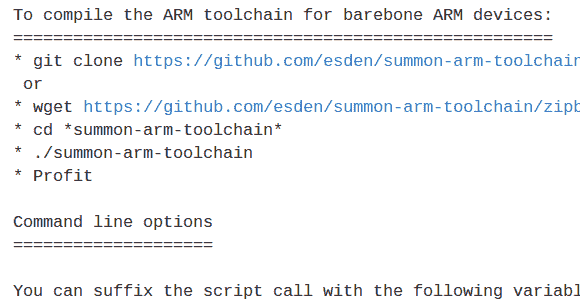 To compile the ARM toolchain for barebone ARM devices:
======================================================
* git clone https://github.com/esden/summon-arm-toolchain
 or
* wget https://github.com/esden/summon-arm-toolchain/zipb
* cd *summon-arm-toolchain*
* ./summon-arm-toolchain
* Profit
Command line options
====================
You can suffix the script call with the following variabl